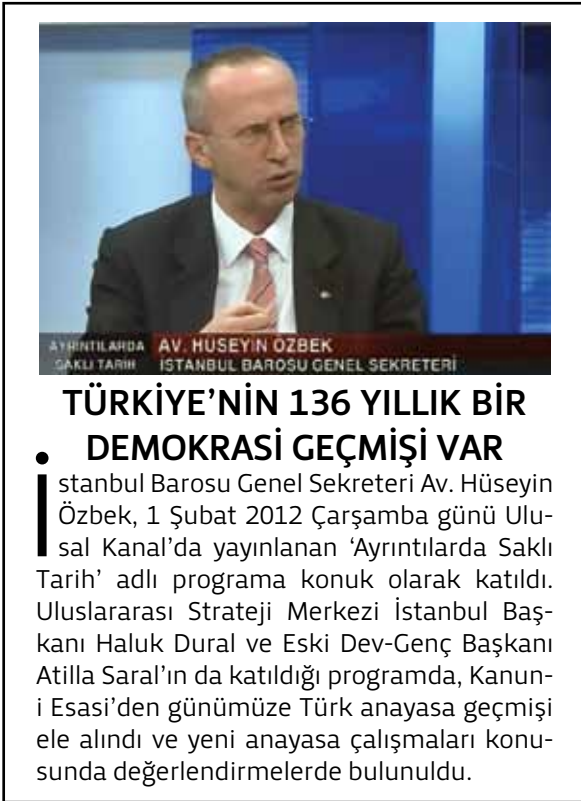 AYRINTILARDA
SAKLI TARİH
AV. HÜSEYİN ÖZBEK
İSTANBUL BAROSU GENEL SEKRETERİ
TÜRKİYE’NİN 136 YILLIK BİR
DEMOKRASİ GEÇMİŞİ VAR
İstanbul Barosu Genel Sekreteri Av. Hüseyin
Özbek, 1 Şubat 2012 Çarşamba günü Ulu-
sal Kanal’da yayınlanan ‘Ayrıntılarda Saklı
Tarih’ adlı programa konuk olarak katıldı.
Uluslararası Strateji Merkezi İstanbul Baş-
kanı Haluk Dural ve Eski Dev-Genç Başkanı
Atilla Saral’ın da katıldığı programda, Kanun-
i Esasi’den günümüze Türk anayasa geçmişi
ele alındı ve yeni anayasa çalışmaları konu-
sunda değerlendirmelerde bulunuldu.